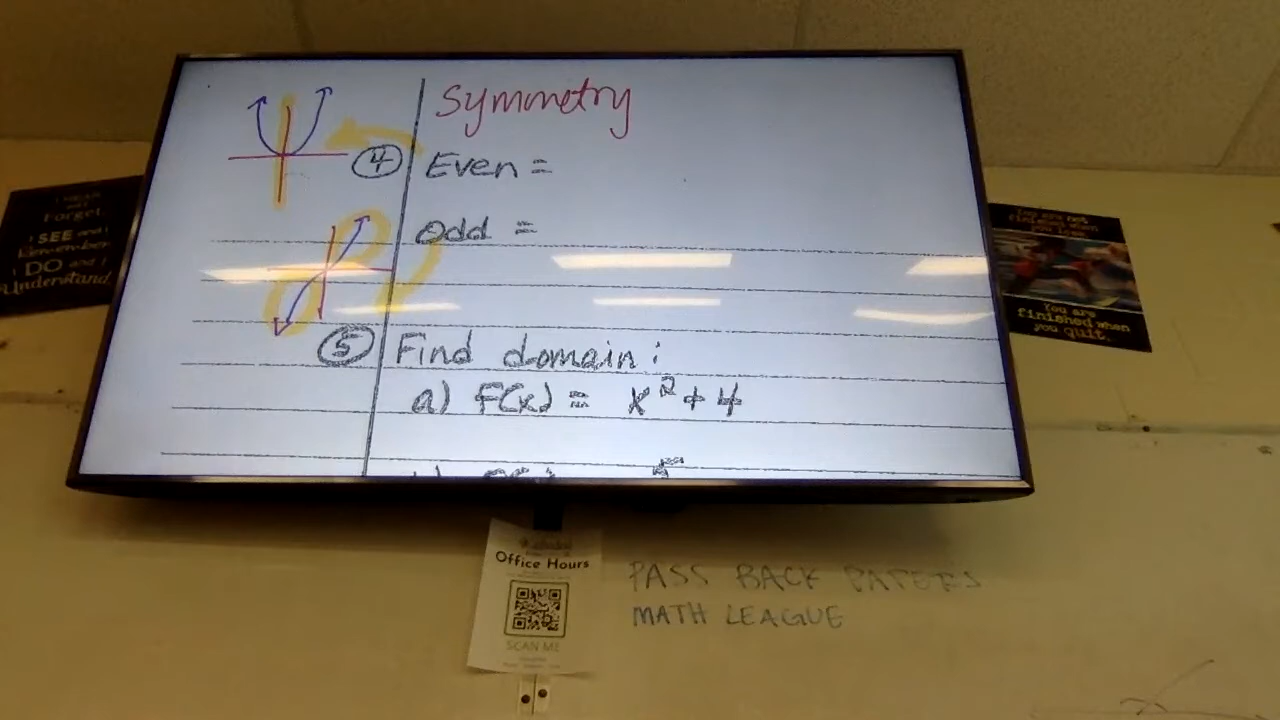 Symmetry
④ Even =
Odd =
⑤ Find domain:
a) F(x) = x² + 4
Forget.
I SEE and I
Remember.
I DO and I
Understand.
You are not
finished when
you lose.
You are
finished when
you quit.
Office Hours
SCAN ME
PASS BACK PAPERS
MATH LEAGUE